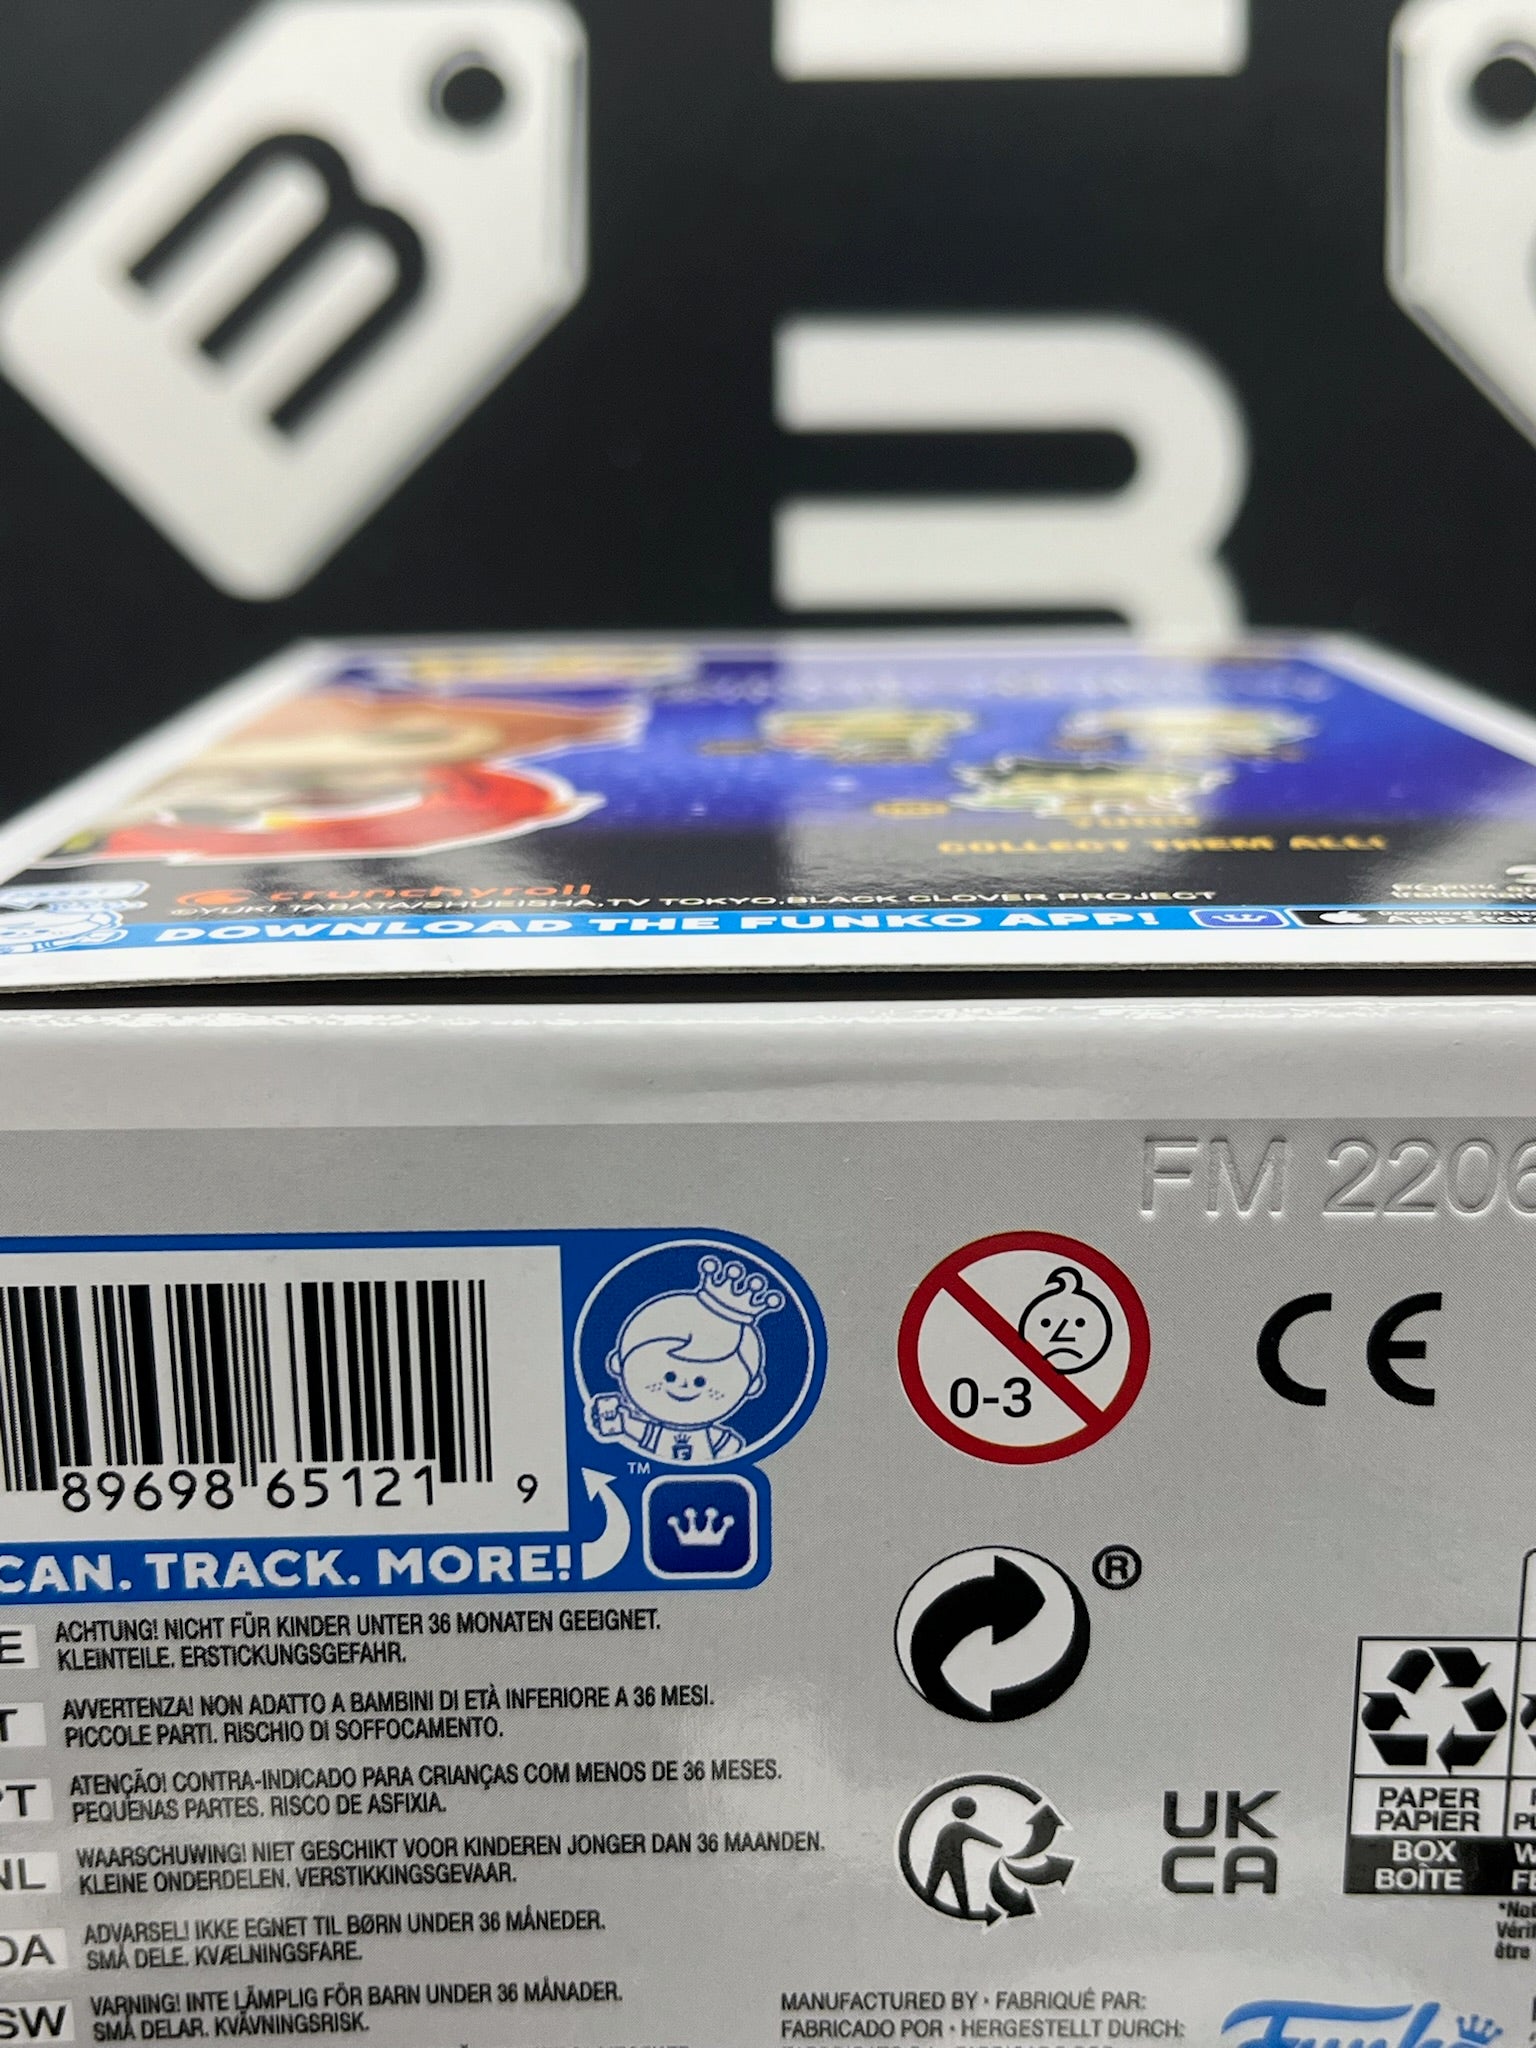 COLLECT THEM ALL!
crunchyroll
©YUKI TABATA/SHUEISHA, TV TOKYO, BLACK CLOVER PROJECT
DOWNLOAD THE FUNKO APP!
App Store
FM 2206
0-3
CE
89698 65121 9
TM
CAN. TRACK. MORE!
®
E ACHTUNG! NICHT FÜR KINDER UNTER 36 MONATEN GEEIGNET.
KLEINTEILE. ERSTICKUNGSGEFAHR.
T AVVERTENZA! NON ADATTO A BAMBINI DI ETÀ INFERIORE A 36 MESI.
PICCOLE PARTI. RISCHIO DI SOFFOCAMENTO.
PT ATENÇÃO! CONTRA-INDICADO PARA CRIANÇAS COM MENOS DE 36 MESES.
PEQUENAS PARTES. RISCO DE ASFIXIA.
NL WAARSCHUWING! NIET GESCHIKT VOOR KINDEREN JONGER DAN 36 MAANDEN.
KLEINE ONDERDELEN. VERSTIKKINGSGEVAAR.
DA ADVARSEL! IKKE EGNET TIL BØRN UNDER 36 MÅNEDER.
SMÅ DELE. KVÆLNINGSFARE.
SW VARNING! INTE LÄMPLIG FÖR BARN UNDER 36 MÅNADER.
SMÅ DELAR. KVÄVNINGSRISK.
UK
CA
PAPER
PAPIER
BOX
BOÎTE
MANUFACTURED BY • FABRIQUÉ PAR:
FABRICADO POR • HERGESTELLT DURCH:
Funko